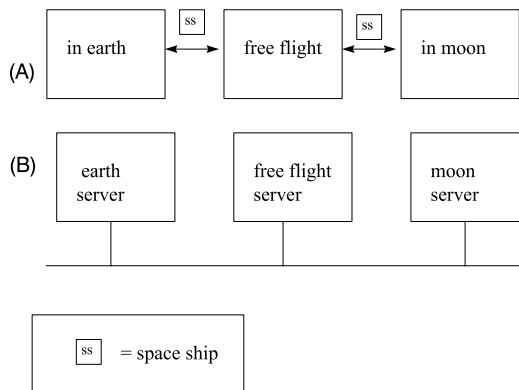 ss
ss
in earth
free flight
in moon
(A)
(B)
earth
server
free flight
server
moon
server
ss
= space ship